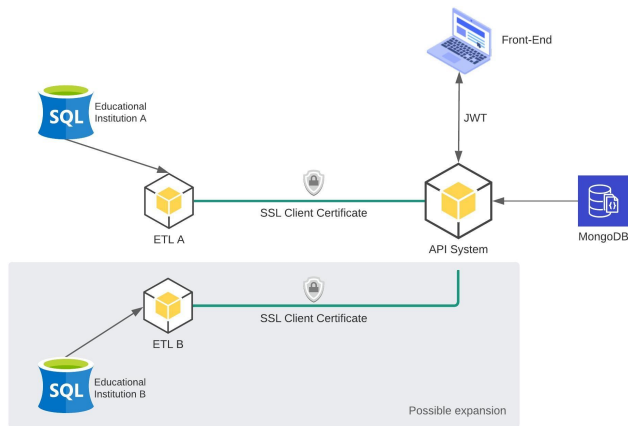 Front-End
SQL
Educational
Institution A
JWT
SSL Client Certificate
ETL A
API System
{}
MongoDB
SSL Client Certificate
ETL B
SQL
Educational
Institution B
Possible expansion